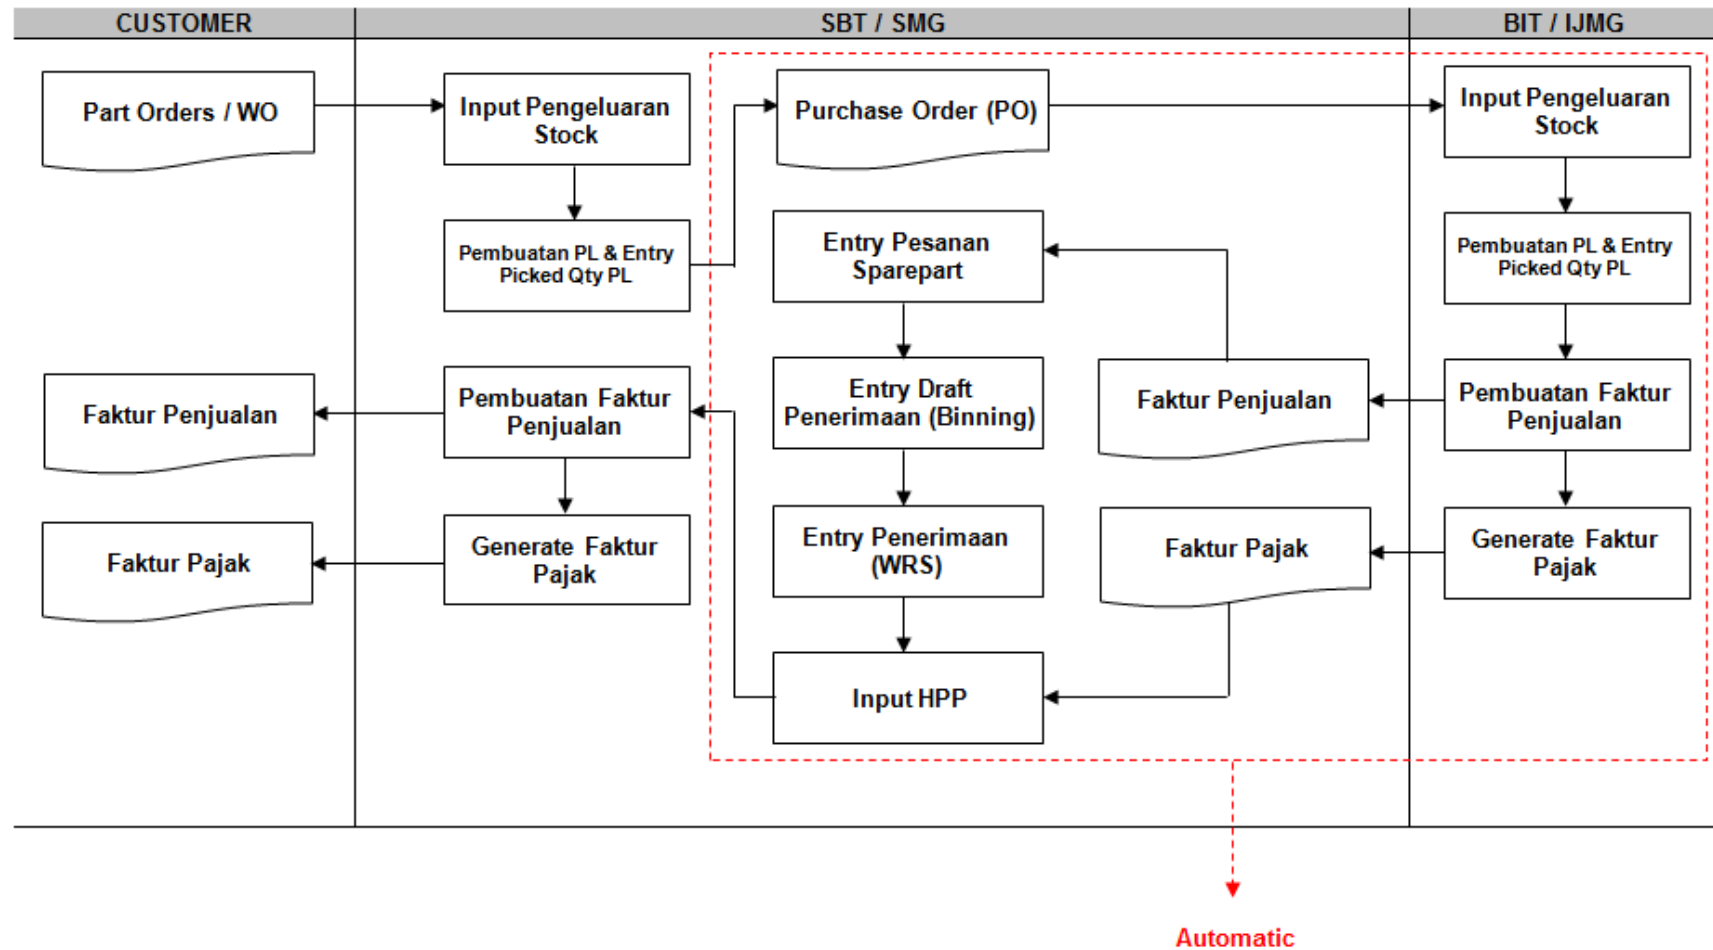 CUSTOMER
SBT / SMG
BIT / IJMG
Part Orders / WO
Input Pengeluaran
Stock
Purchase Order (PO)
Input Pengeluaran
Stock
Pembuatan PL & Entry
Picked Qty PL
Entry Pesanan
Sparepart
Pembuatan PL & Entry
Picked Qty PL
Faktur Penjualan
Pembuatan Faktur
Penjualan
Entry Draft
Penerimaan (Binning)
Faktur Penjualan
Pembuatan Faktur
Penjualan
Faktur Pajak
Generate Faktur
Pajak
Entry Penerimaan
(WRS)
Faktur Pajak
Generate Faktur
Pajak
Input HPP
Automatic